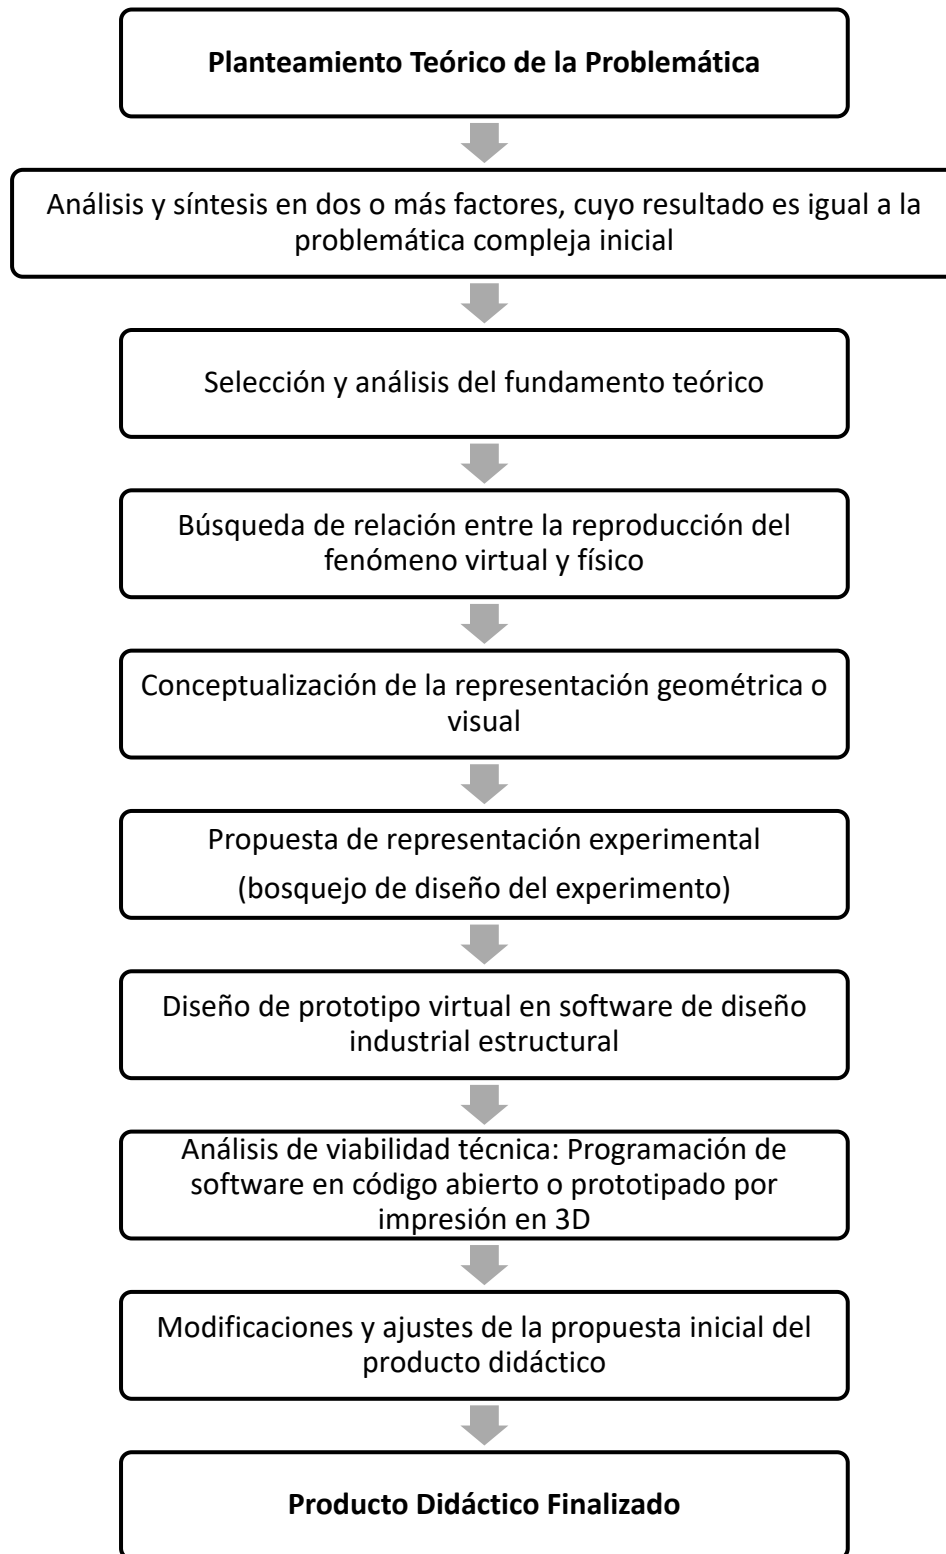 Planteamiento Teórico de la Problemática
Análisis y síntesis en dos o más factores, cuyo resultado es igual a la
problemática compleja inicial
Selección y análisis del fundamento teórico
Búsqueda de relación entre la reproducción del
fenómeno virtual y físico
Conceptualización de la representación geométrica o
visual
Propuesta de representación experimental
(bosquejo de diseño del experimento)
Diseño de prototipo virtual en software de diseño
industrial estructural
Análisis de viabilidad técnica: Programación de
software en código abierto o prototipado por
impresión en 3D
Modificaciones y ajustes de la propuesta inicial del
producto didáctico
Producto Didáctico Finalizado